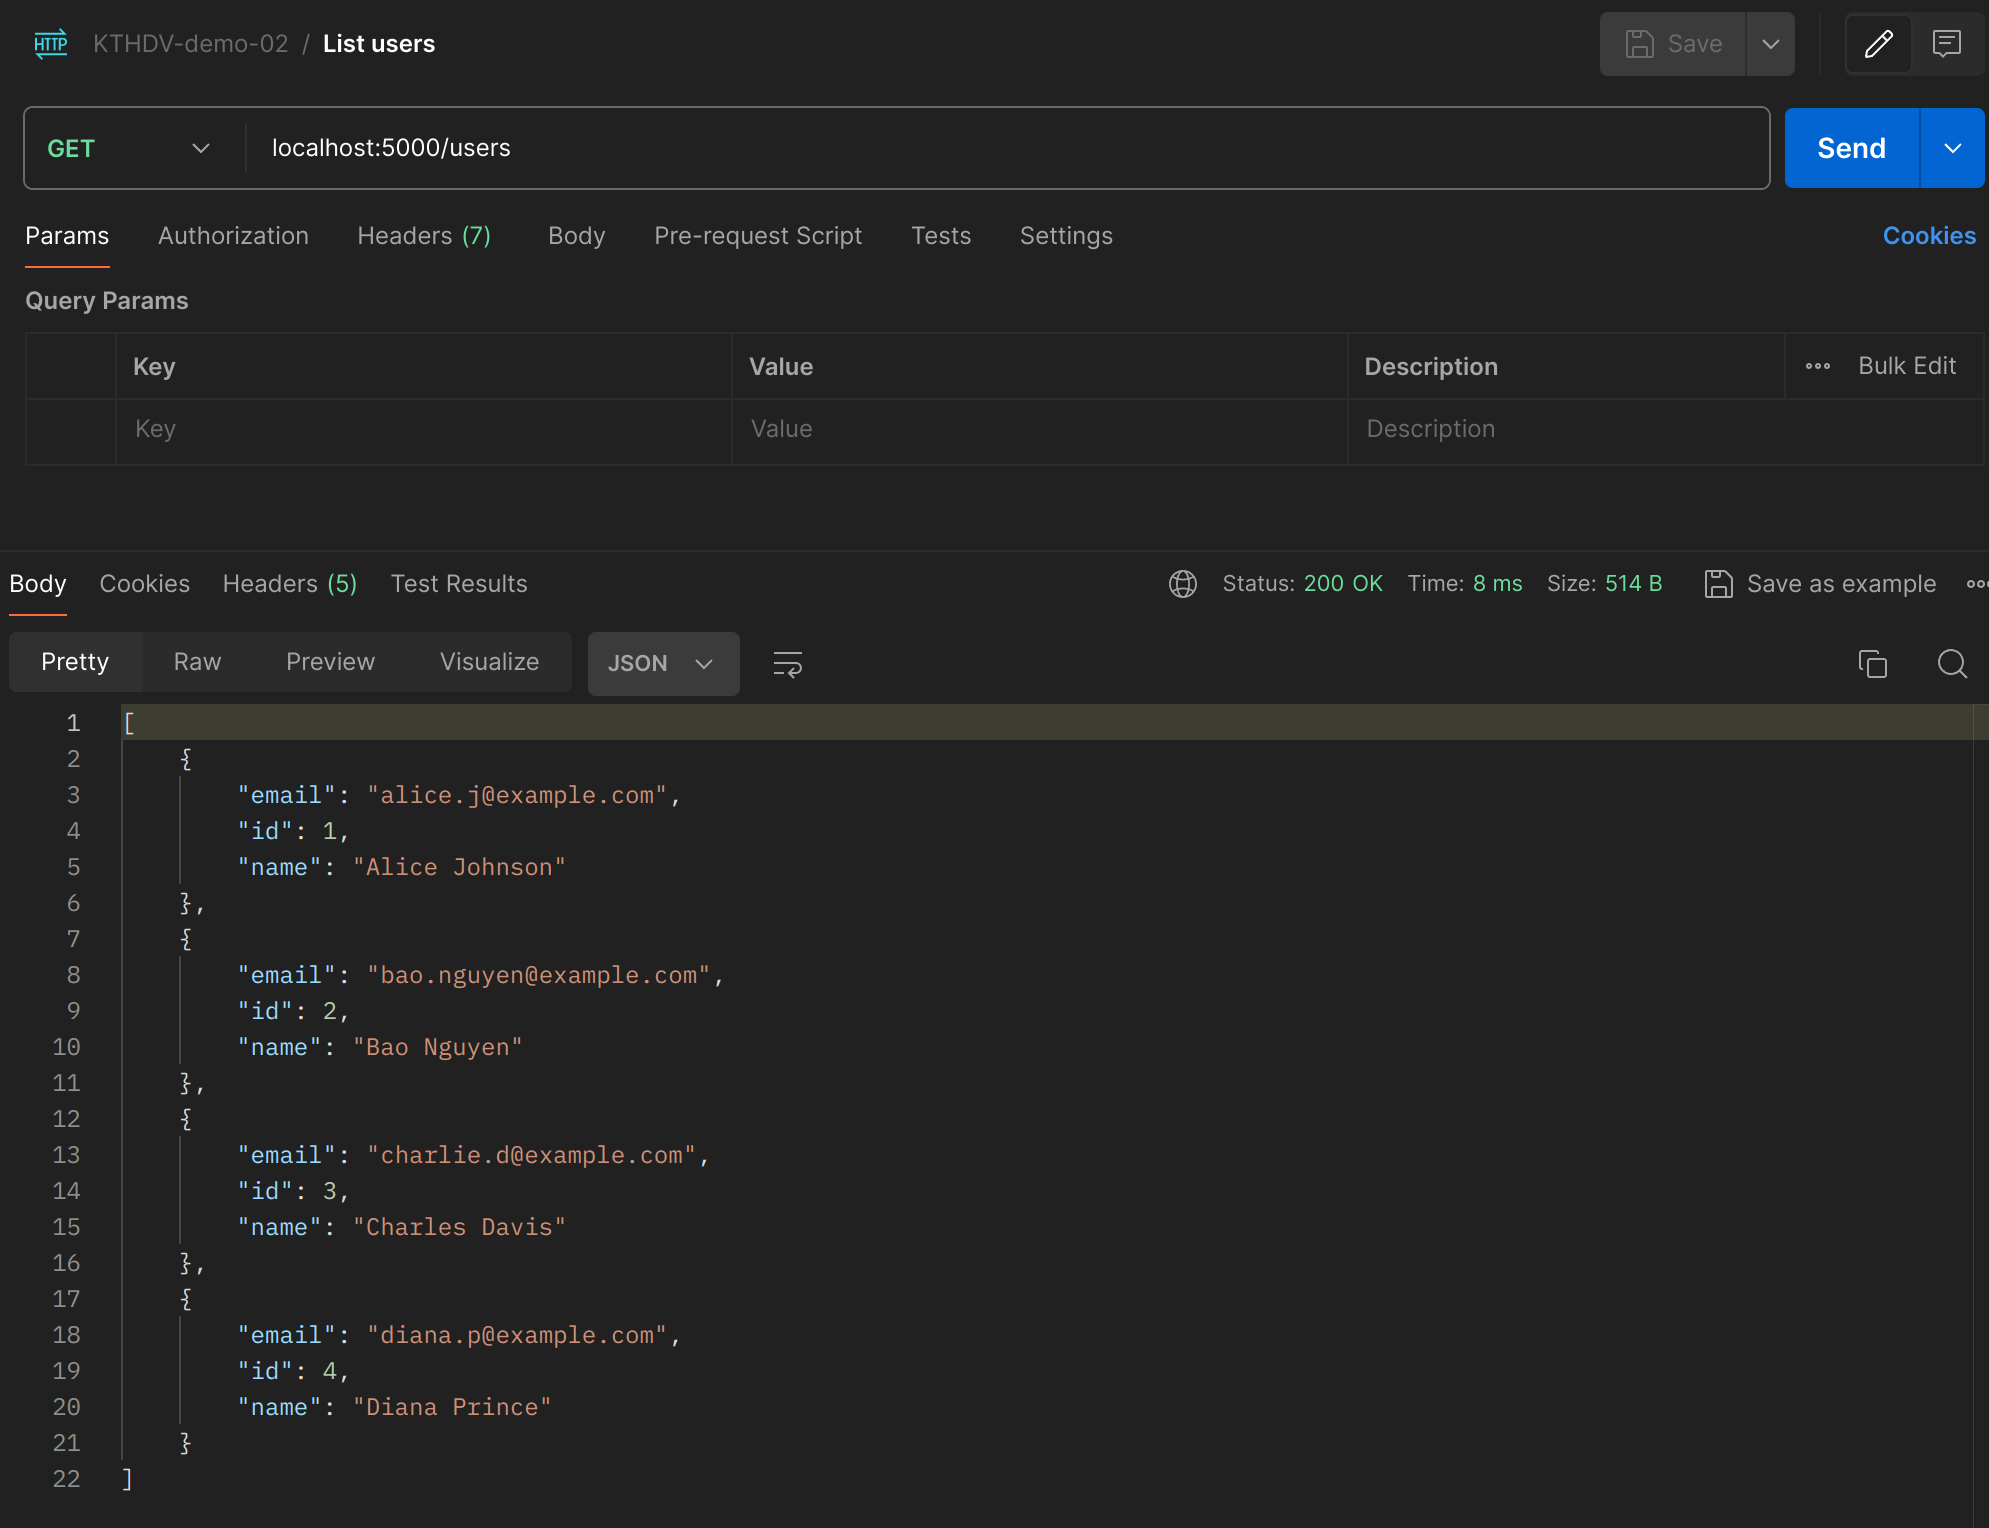 HTTP KTHDV-demo-02 / List users Save
GET localhost:5000/users Send
Params Authorization Headers (7) Body Pre-request Script Tests Settings Cookies
Query Params
Key Value Description Bulk Edit
Key Value Description
Body Cookies Headers (5) Test Results Status: 200 OK Time: 8 ms Size: 514 B Save as example
Pretty Raw Preview Visualize JSON
1 [
2 {
3 "email": "alice.j@example.com",
4 "id": 1,
5 "name": "Alice Johnson"
6 },
7 {
8 "email": "bao.nguyen@example.com",
9 "id": 2,
10 "name": "Bao Nguyen"
11 },
12 {
13 "email": "charlie.d@example.com",
14 "id": 3,
15 "name": "Charles Davis"
16 },
17 {
18 "email": "diana.p@example.com",
19 "id": 4,
20 "name": "Diana Prince"
21 }
22 ]